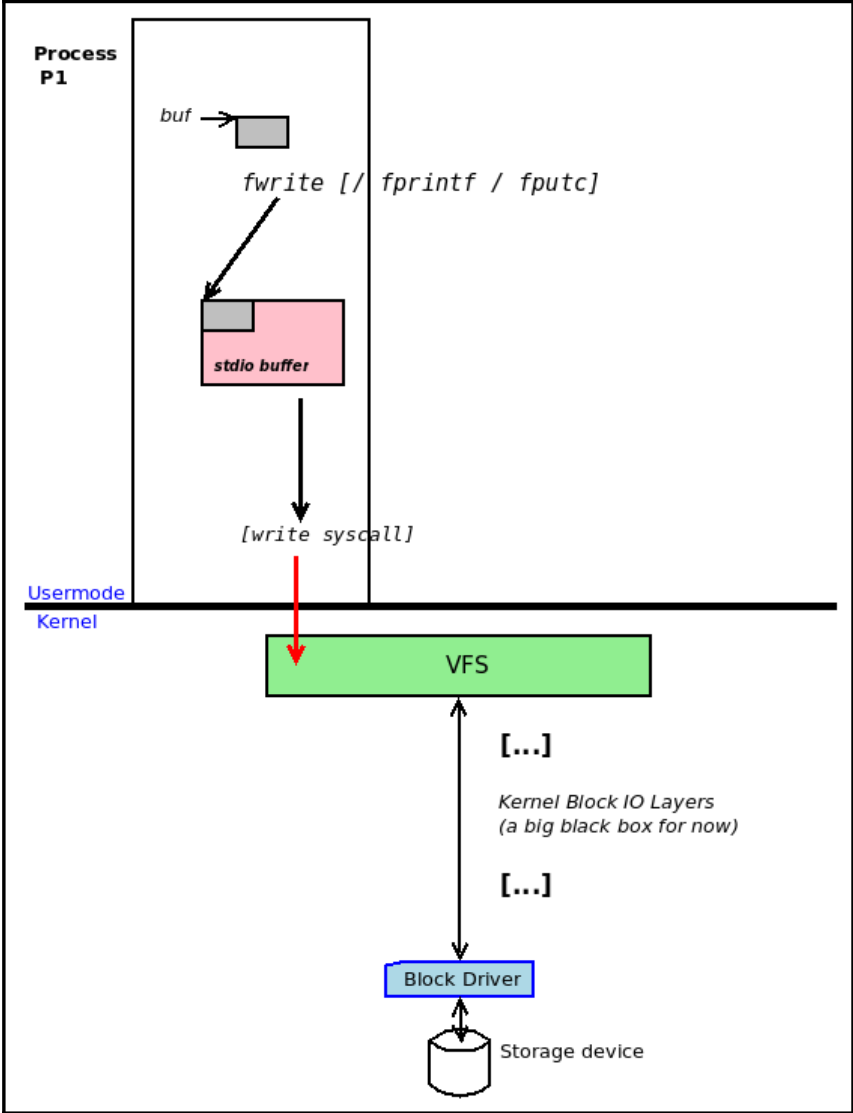 Process
P1
buf
fwrite [/ fprintf / fputc]
stdio buffer
[write syscall]
Usermode
Kernel
VFS
[...]
Kernel Block IO Layers
(a big black box for now)
[...]
Block Driver
Storage device